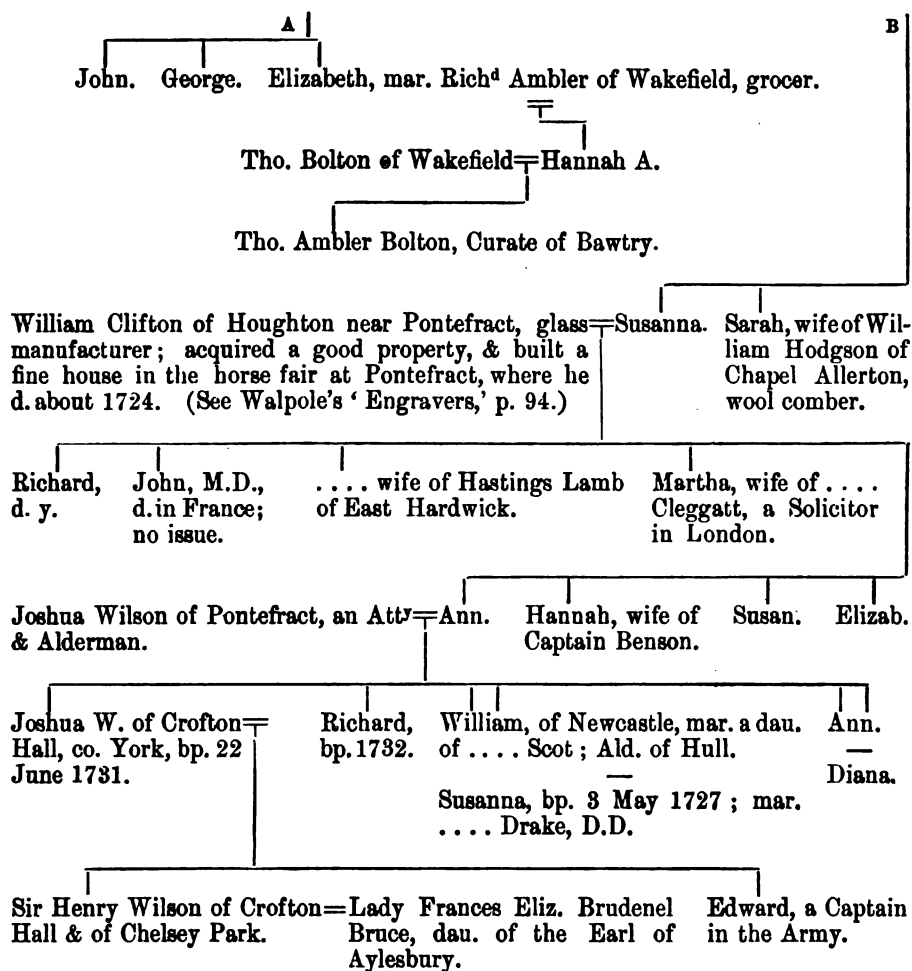 A B
John. George. Elizabeth, mar. Richᵈ Ambler of Wakefield, grocer.
Tho. Bolton of Wakefield=Hannah A.
Tho. Ambler Bolton, Curate of Bawtry.
William Clifton of Houghton near Pontefract, glass=Susanna.
manufacturer; acquired a good property, & built a
fine house in the horse fair at Pontefract, where he
d. about 1724. (See Walpole's ‘Engravers,’ p. 94.)
Sarah, wife of Wil-
liam Hodgson of
Chapel Allerton,
wool comber.
Richard,
d. y.
John, M.D.,
d. in France;
no issue.
.... wife of Hastings Lamb
of East Hardwick.
Martha, wife of ....
Cleggatt, a Solicitor
in London.
Joshua Wilson of Pontefract, an Attʸ=Ann.
& Alderman.
Hannah, wife of
Captain Benson.
Susan.
Elizab.
Joshua W. of Crofton=
Hall, co. York, bp. 22
June 1731.
Richard,
bp. 1732.
William, of Newcastle, mar. a dau.
of .... Scot; Ald. of Hull.
—
Susanna, bp. 3 May 1727; mar.
.... Drake, D.D.
Ann.
—
Diana.
Sir Henry Wilson of Crofton=Lady Frances Eliz. Brudenel
Hall & of Chelsey Park.
Bruce, dau. of the Earl of
Aylesbury.
Edward, a Captain
in the Army.